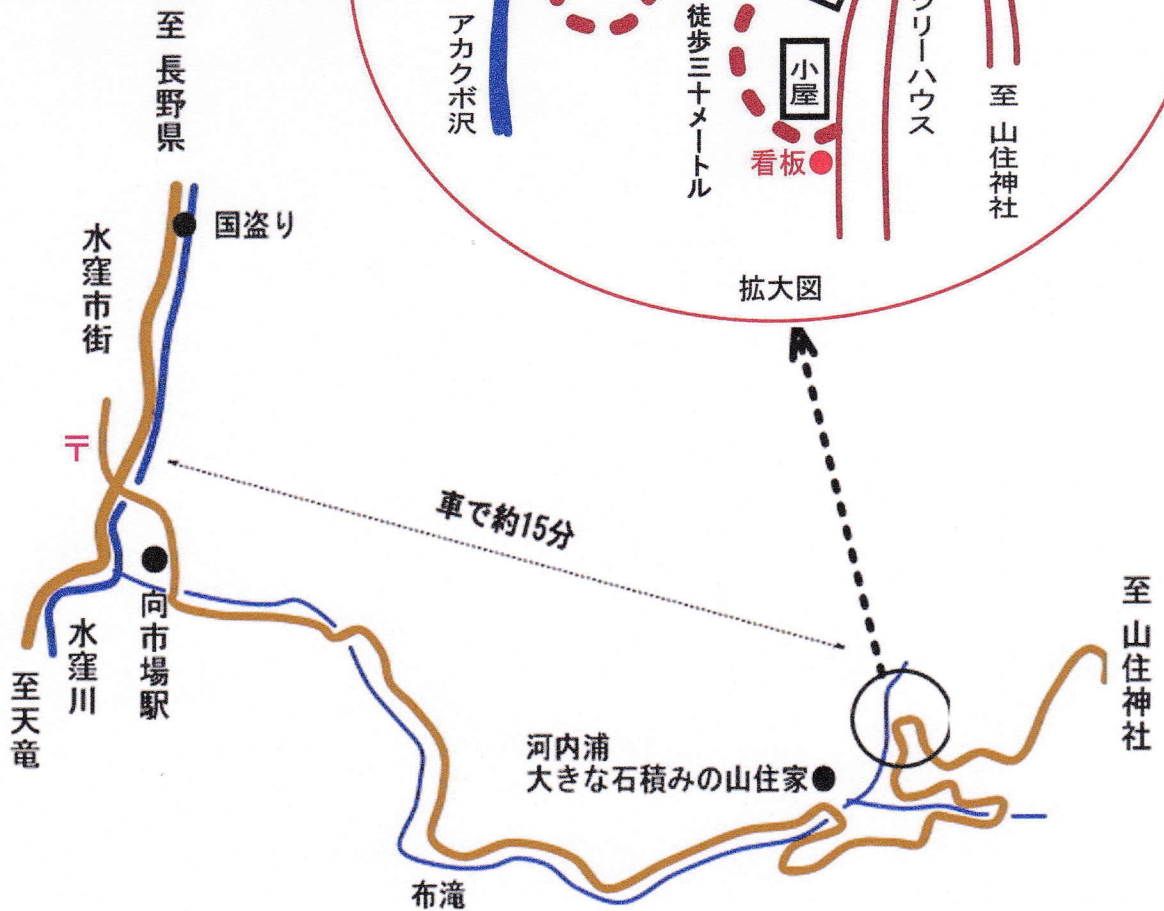 至 長野県
アカクボ沢
徒歩三十メートル
小屋
看板
リーハウス
至 山住神社
拡大図
国盗り
水窪市街
〒
車で約15分
向市場駅
水窪川
至天竜
河内浦
大きな石積みの山住家
布滝
至 山住神社